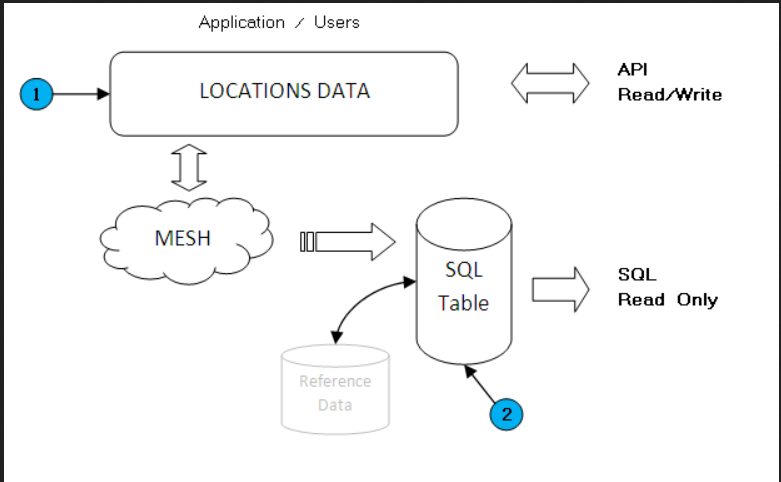 Application / Users
1
LOCATIONS DATA
API
Read/Write
MESH
SQL
Table
SQL
Read Only
Reference
Data
2